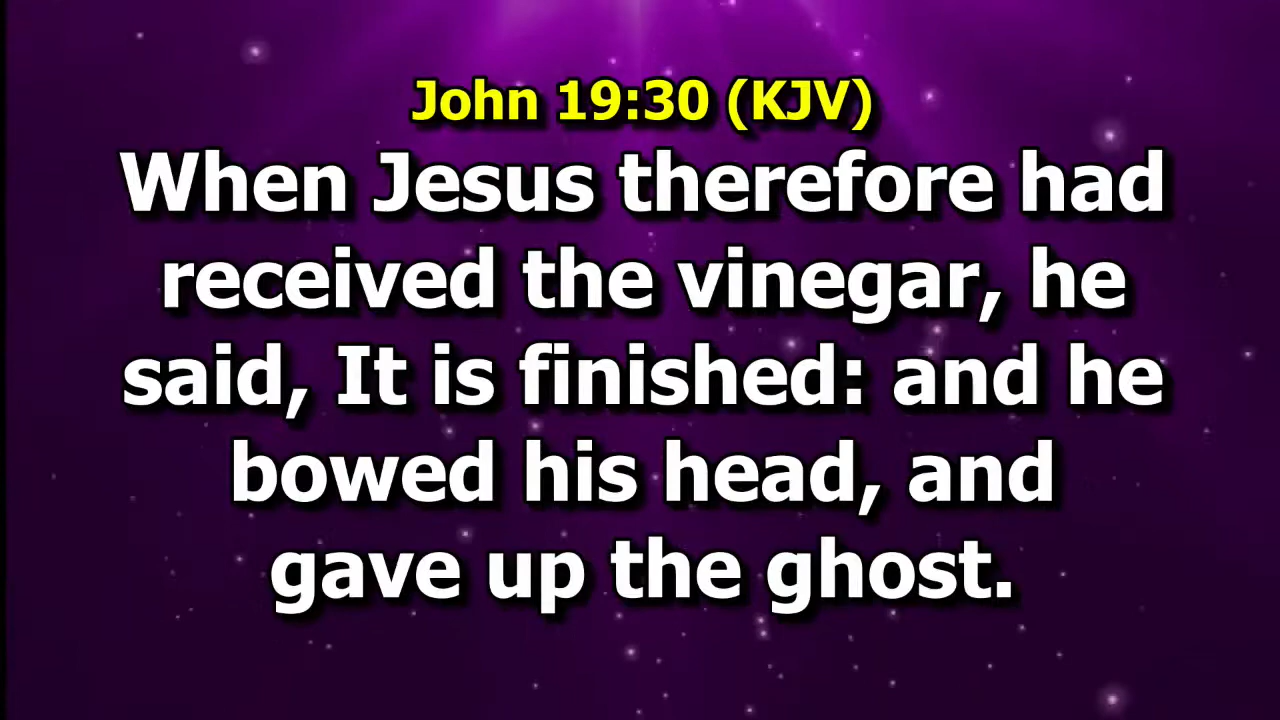 John 19:30 (KJV)
When Jesus therefore had
received the vinegar, he
said, It is finished: and he
bowed his head, and
gave up the ghost.